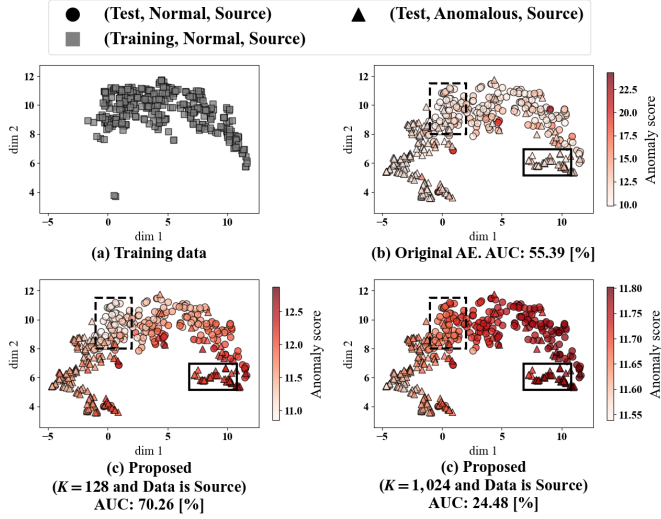 (Test, Normal, Source) (Test, Anomalous, Source)
(Training, Normal, Source)
12
10
8
6
4
dim 2
−5 0 5 10
dim 1
(a) Training data
12
10
8
6
4
dim 2
−5 0 5 10
dim 1
22.5
20.0
17.5
15.0
12.5
10.0
Anomaly score
(b) Original AE. AUC: 55.39 [%]
12
10
8
6
4
dim 2
−5 0 5 10
dim 1
12.5
12.0
11.5
11.0
Anomaly score
(c) Proposed
(K = 128 and Data is Source)
AUC: 70.26 [%]
12
10
8
6
4
dim 2
−5 0 5 10
dim 1
11.80
11.75
11.70
11.65
11.60
11.55
Anomaly score
(c) Proposed
(K = 1, 024 and Data is Source)
AUC: 24.48 [%]